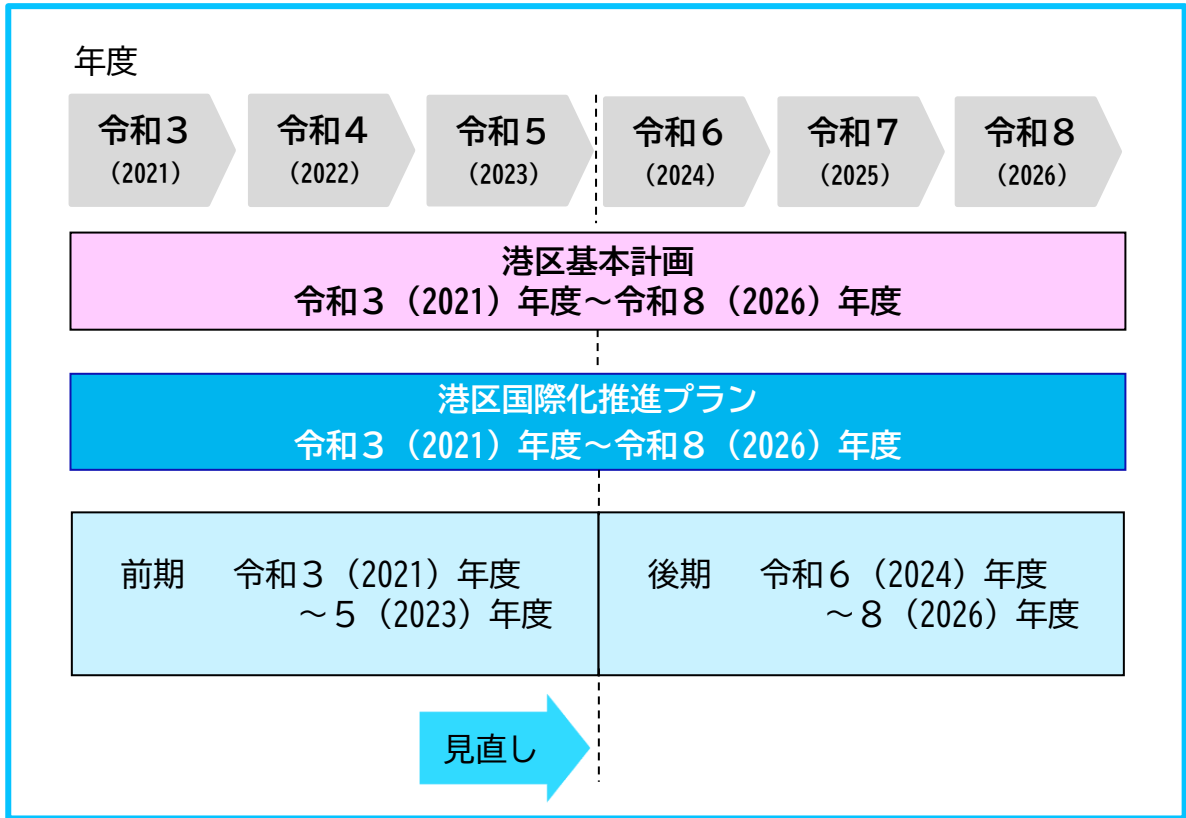 年度
令和３
（2021）
令和４
（2022）
令和５
（2023）
令和６
（2024）
令和７
（2025）
令和８
（2026）
港区基本計画
令和３（2021）年度～令和８（2026）年度
港区国際化推進プラン
令和３（2021）年度～令和８（2026）年度
前期　令和３（2021）年度
～５（2023）年度
後期　令和６（2024）年度
～８（2026）年度
見直し